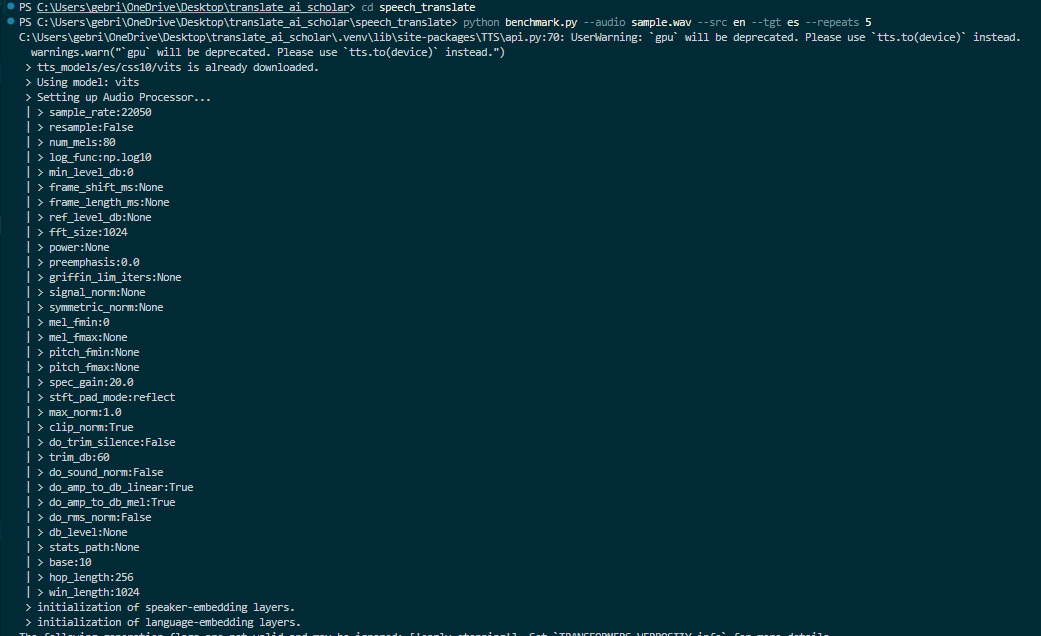 PS C:\Users\gebri\OneDrive\Desktop\translate_ai_scholar> cd speech_translate
PS C:\Users\gebri\OneDrive\Desktop\translate_ai_scholar\speech_translate> python benchmark.py --audio sample.wav --src en --tgt es --repeats 5
C:\Users\gebri\OneDrive\Desktop\translate_ai_scholar\.venv\lib\site-packages\TTS\api.py:70: UserWarning: `gpu` will be deprecated. Please use `tts.to(device)` instead.
warnings.warn("`gpu` will be deprecated. Please use `tts.to(device)` instead.")
> tts_models/es/css10/vits is already downloaded.
> Using model: vits
> Setting up Audio Processor...
| > sample_rate:22050
| > resample:False
| > num_mels:80
| > log_func:np.log10
| > min_level_db:0
| > frame_shift_ms:None
| > frame_length_ms:None
| > ref_level_db:None
| > fft_size:1024
| > power:None
| > preemphasis:0.0
| > griffin_lim_iters:None
| > signal_norm:None
| > symmetric_norm:None
| > mel_fmin:0
| > mel_fmax:None
| > pitch_fmin:None
| > pitch_fmax:None
| > spec_gain:20.0
| > stft_pad_mode:reflect
| > max_norm:1.0
| > clip_norm:True
| > do_trim_silence:False
| > trim_db:60
| > do_sound_norm:False
| > do_amp_to_db_linear:True
| > do_amp_to_db_mel:True
| > do_rms_norm:False
| > db_level:None
| > stats_path:None
| > base:10
| > hop_length:256
| > win_length:1024
> initialization of speaker-embedding layers.
> initialization of language-embedding layers.